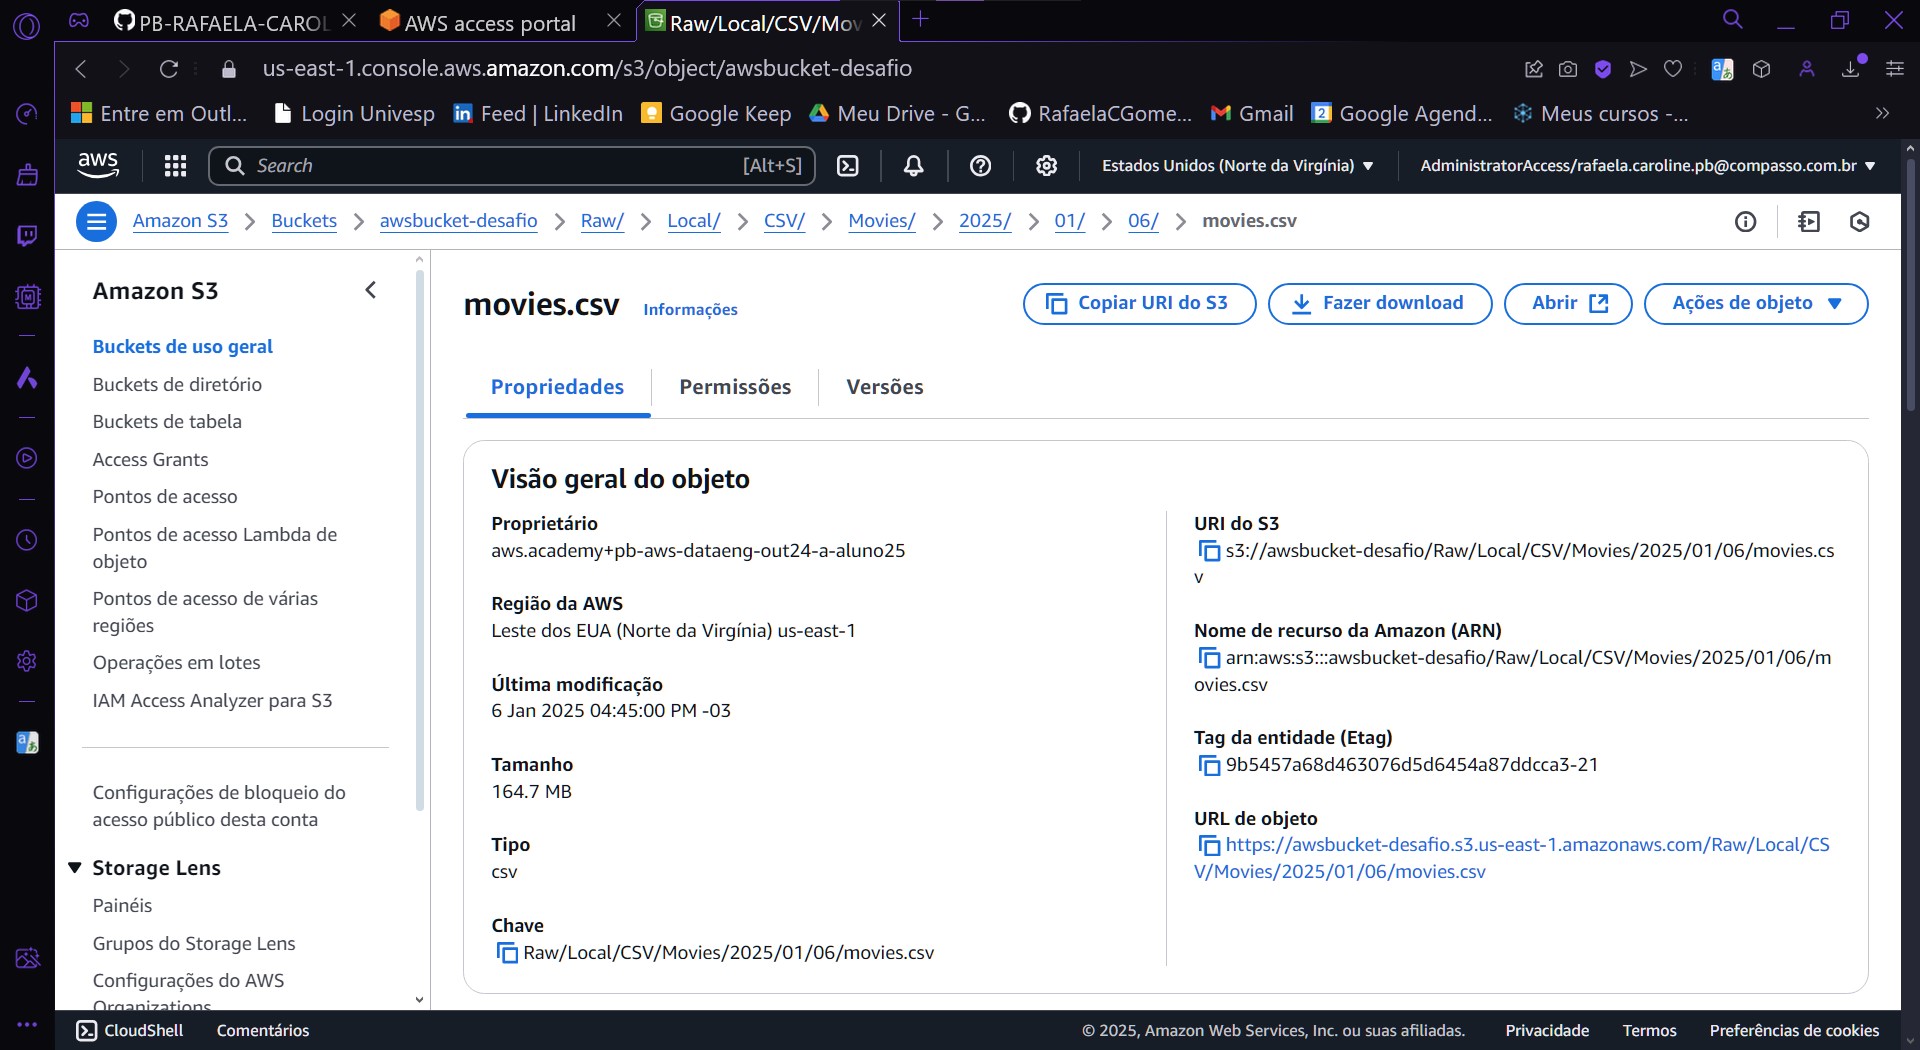 PB-RAFAELA-CAROL
AWS access portal
Raw/Local/CSV/Mov
us-east-1.console.aws.amazon.com/s3/object/awsbucket-desafio
Entre em Outl...
Login Univesp
in Feed | LinkedIn
Google Keep
Meu Drive - G...
RafaelaCGome...
Gmail
2 Google Agend...
Meus cursos -...
aws
Search
[Alt+S]
Estados Unidos (Norte da Virgínia)
AdministratorAccess/rafaela.caroline.pb@compasso.com.br
Amazon S3
Buckets
awsbucket-desafio
Raw/
Local/
CSV/
Movies/
2025/
01/
06/
movies.csv
Amazon S3
Buckets de uso geral
Buckets de diretório
Buckets de tabela
Access Grants
Pontos de acesso
Pontos de acesso Lambda de
objeto
Pontos de acesso de várias
regiões
Operações em lotes
IAM Access Analyzer para S3
Configurações de bloqueio do
acesso público desta conta
Storage Lens
Painéis
Grupos do Storage Lens
Configurações do AWS
Organizations
movies.csv
Informações
Copiar URI do S3
Fazer download
Abrir
Ações de objeto
Propriedades
Permissões
Versões
Visão geral do objeto
Proprietário
aws.academy+pb-aws-dataeng-out24-a-aluno25
Região da AWS
Leste dos EUA (Norte da Virgínia) us-east-1
Última modificação
6 Jan 2025 04:45:00 PM -03
Tamanho
164.7 MB
Tipo
csv
Chave
Raw/Local/CSV/Movies/2025/01/06/movies.csv
URI do S3
s3://awsbucket-desafio/Raw/Local/CSV/Movies/2025/01/06/movies.cs
v
Nome de recurso da Amazon (ARN)
arn:aws:s3:::awsbucket-desafio/Raw/Local/CSV/Movies/2025/01/06/m
ovies.csv
Tag da entidade (Etag)
9b5457a68d463076d5d6454a87ddcca3-21
URL de objeto
https://awsbucket-desafio.s3.us-east-1.amazonaws.com/Raw/Local/CS
V/Movies/2025/01/06/movies.csv
CloudShell
Comentários
© 2025, Amazon Web Services, Inc. ou suas afiliadas.
Privacidade
Termos
Preferências de cookies